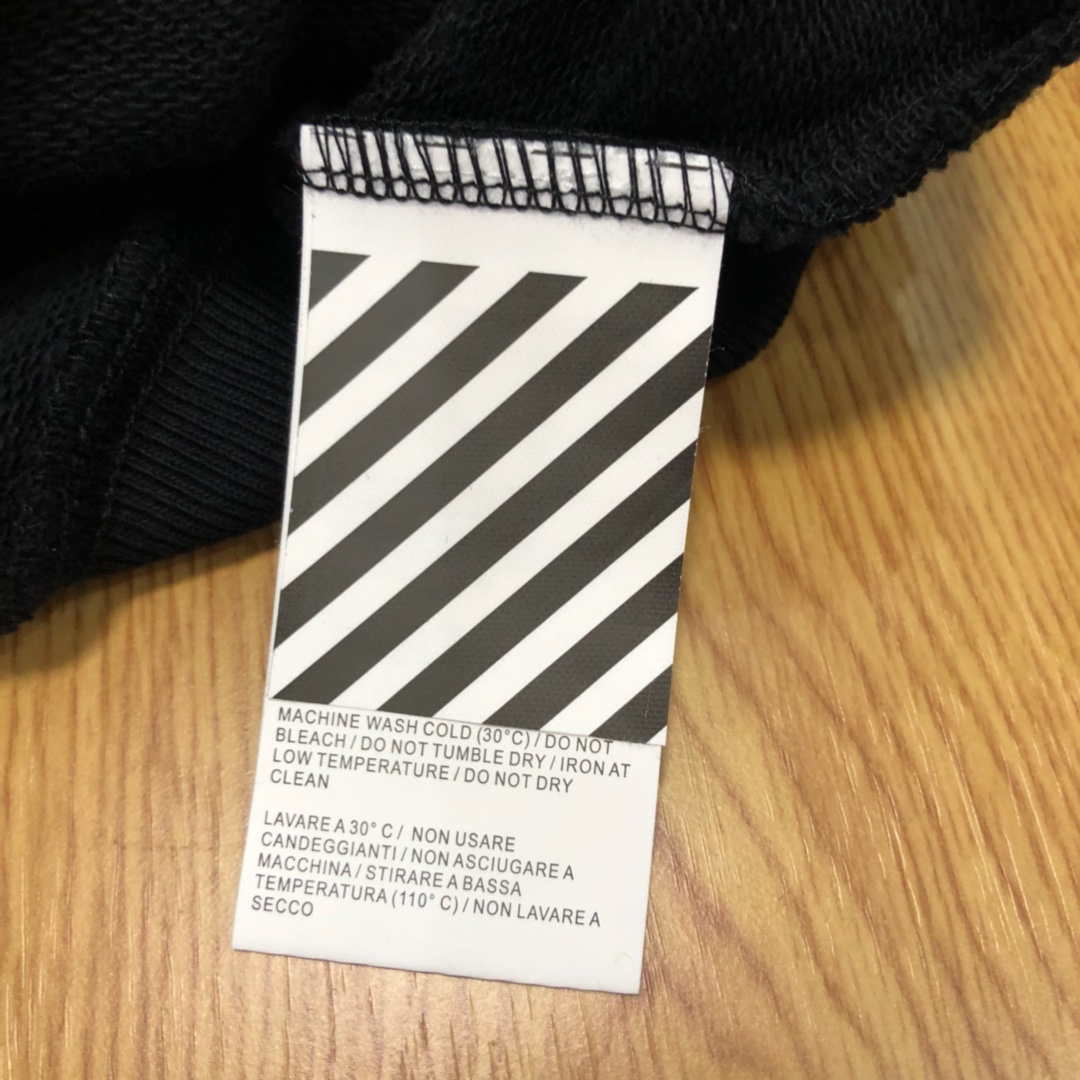 MACHINE WASH COLD (30°C) / DO NOT
BLEACH / DO NOT TUMBLE DRY / IRON AT
LOW TEMPERATURE / DO NOT DRY
CLEAN
LAVARE A 30° C / NON USARE
CANDEGGIANTI / NON ASCIUGARE A
MACCHINA / STIRARE A BASSA
TEMPERATURA (110° C) / NON LAVARE A
SECCO